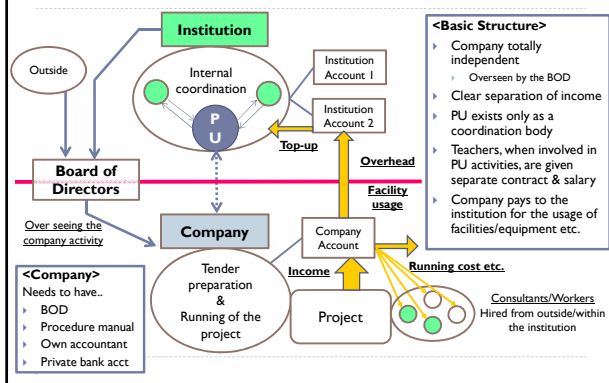 Institution
Outside
Internal
coordination
P
U
Institution
Account 1
Institution
Account 2
Top-up
Overhead
Board of
Directors
Facility
usage
Over seeing the
company activity
Company
Company
Account
Tender
preparation
&
Running of the
project
Income
Running cost etc.
Project
Consultants/Workers
Hired from outside/within
the institution
<Company>
Needs to have..
BOD
Procedure manual
Own accountant
Private bank acct
<Basic Structure>
Company totally
independent
Overseen by the BOD
Clear separation of income
PU exists only as a
coordination body
Teachers, when involved in
PU activities, are given
separate contract & salary
Company pays to the
institution for the usage of
facilities/equipment etc.